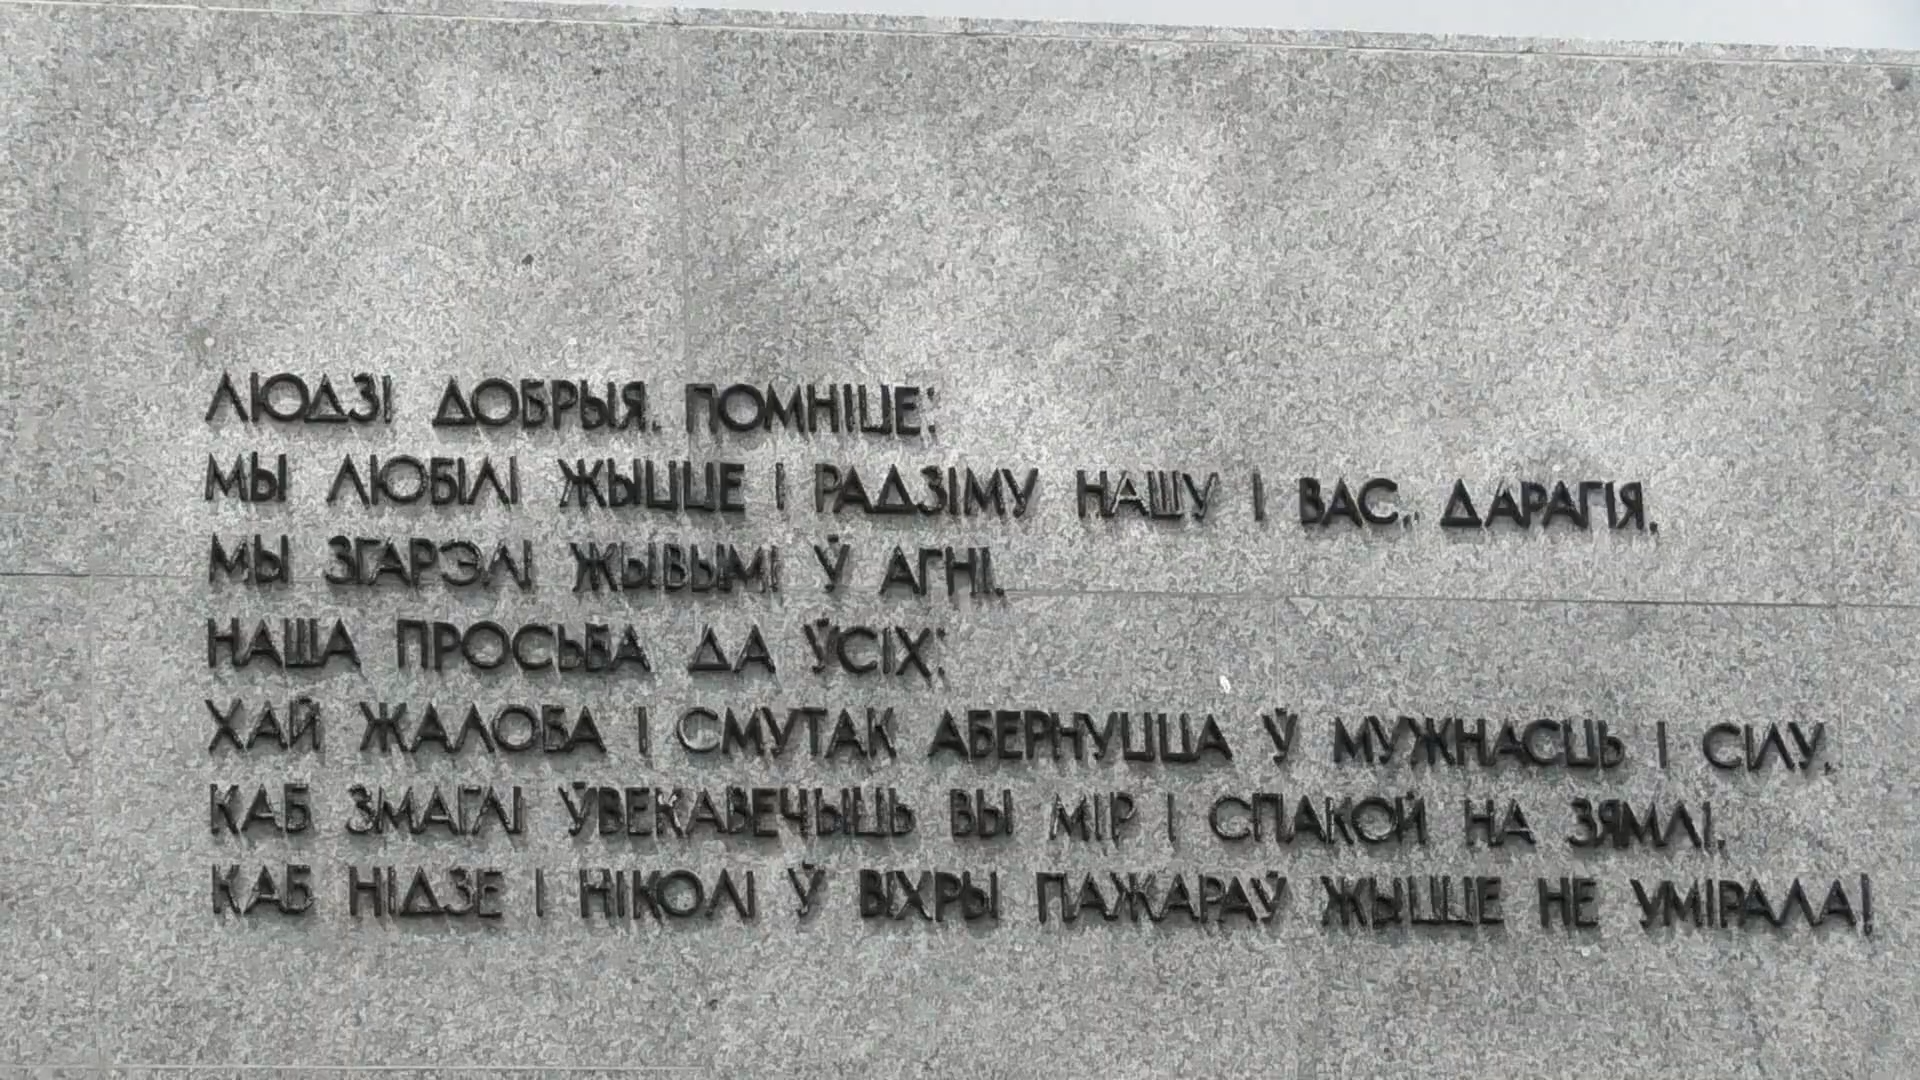 ЛЮДЗІ ДОБРЫЯ, ПОМНІЦЕ:
МЫ ЛЮБІЛІ ЖЫЦЦЕ І РАДЗІМУ НАШУ І ВАС, ДАРАГІЯ.
МЫ ЗГАРЭЛІ ЖЫВЫМІ Ў АГНІ.
НАША ПРОСЬБА ДА ЎСІХ:
ХАЙ ЖАЛОБА І СМУТАК АБЕРНУЦЦА Ў МУЖНАСЦЬ І СІЛУ,
КАБ ЗМАГЛІ ЎВЕКАВЕЧЫЦЬ ВЫ МІР І СПАКОЙ НА ЗЯМЛІ,
КАБ НІДЗЕ І НІКОЛІ Ў ВІХРЫ ПАЖАРАЎ ЖЫЦЦЕ НЕ УМІРАЛА!